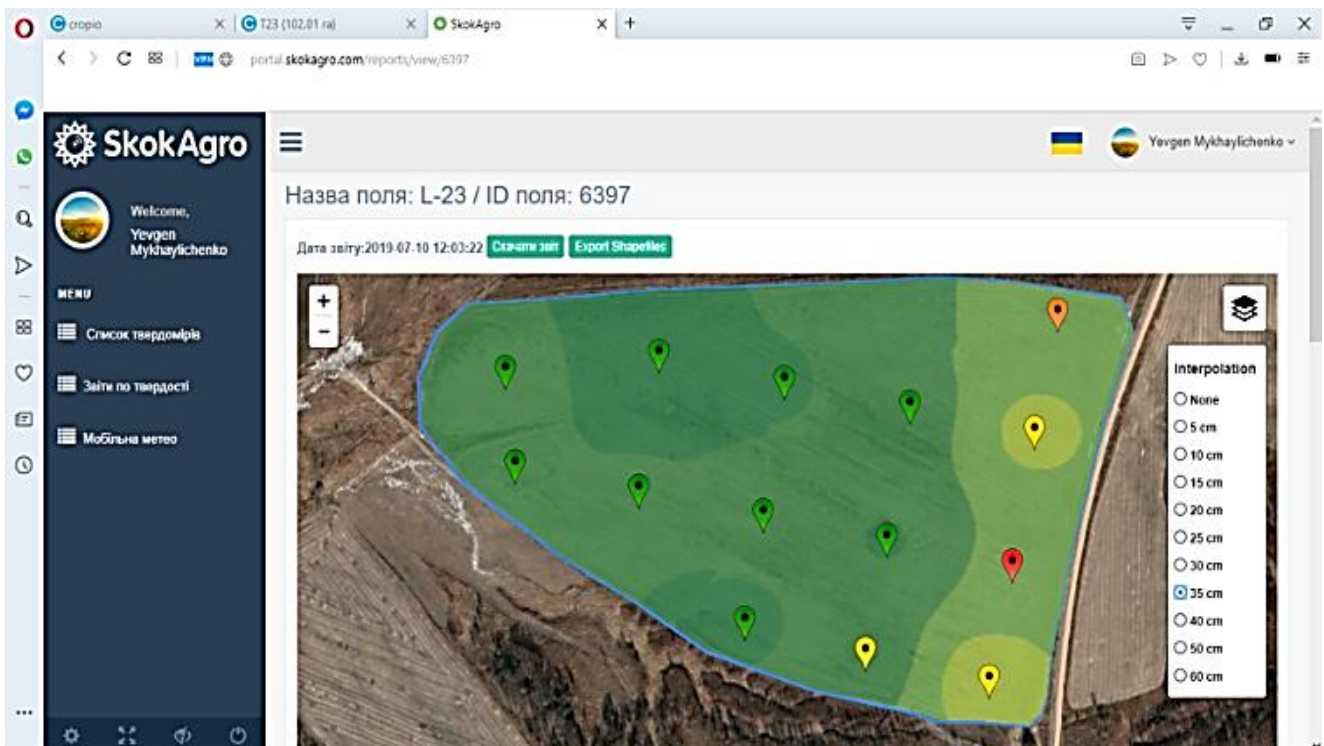 cropio
T23 (102.01 га)
SkokAgro
portal.skokagro.com/reports/view/6397
SkokAgro
Yevgen Mykhaylichenko
Welcome,
Yevgen
Mykhaylichenko
MENU
Список твердомірів
Звіти по твердості
Мобільна метео
Назва поля: L-23 / ID поля: 6397
Дата звіту:2019-07-10 12:03:22 Скачати звіт Export Shapefiles
+
−
Interpolation
None
5 cm
10 cm
15 cm
20 cm
25 cm
30 cm
35 cm
40 cm
50 cm
60 cm
VPN